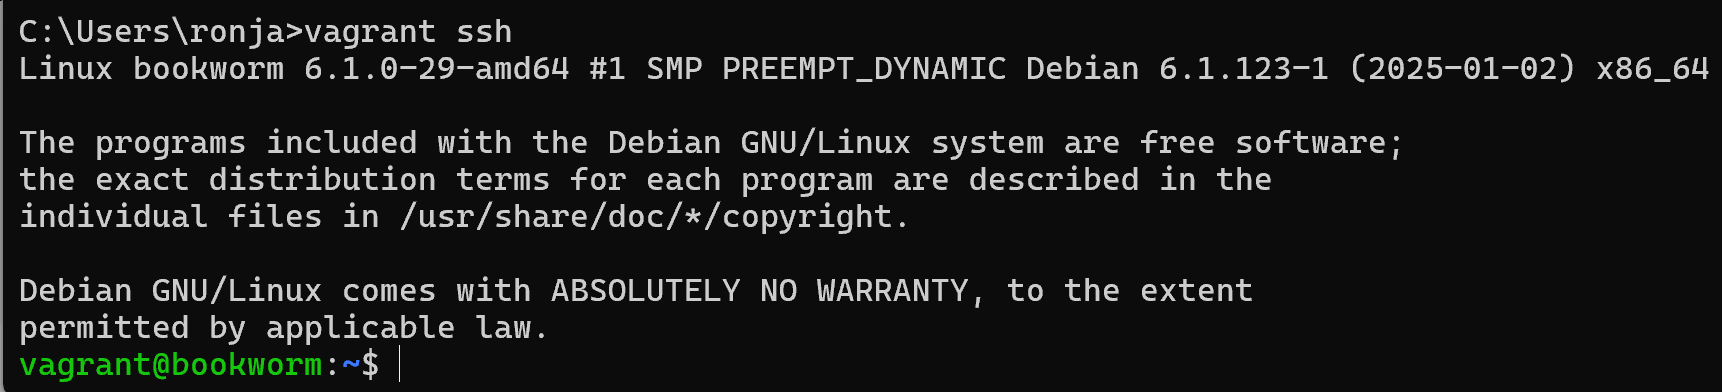 C:\Users\ronja>vagrant ssh
Linux bookworm 6.1.0-29-amd64 #1 SMP PREEMPT_DYNAMIC Debian 6.1.123-1 (2025-01-02) x86_64
The programs included with the Debian GNU/Linux system are free software;
the exact distribution terms for each program are described in the
individual files in /usr/share/doc/*/copyright.
Debian GNU/Linux comes with ABSOLUTELY NO WARRANTY, to the extent
permitted by applicable law.
vagrant@bookworm:~$